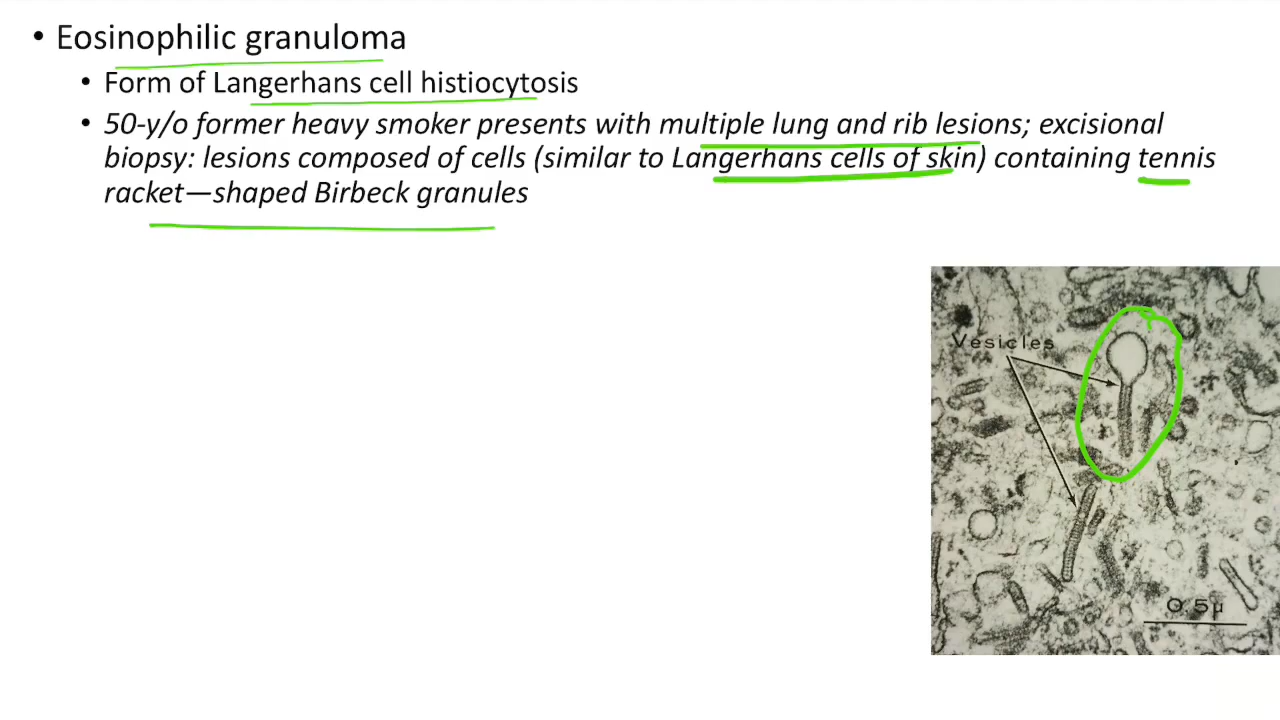 • Eosinophilic granuloma
• Form of Langerhans cell histiocytosis
• 50-y/o former heavy smoker presents with multiple lung and rib lesions; excisional
biopsy: lesions composed of cells (similar to Langerhans cells of skin) containing tennis
racket—shaped Birbeck granules
Vesicles
0.5μ